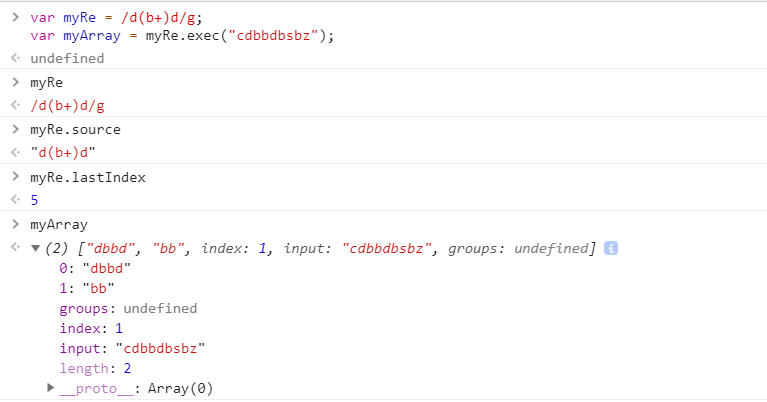 var myRe = /d(b+)d/g;
var myArray = myRe.exec("cdbbdbsbz");
undefined
myRe
/d(b+)d/g
myRe.source
"d(b+)d"
myRe.lastIndex
5
myArray
(2) ["dbbd", "bb", index: 1, input: "cdbbdbsbz", groups: undefined] i
0: "dbbd"
1: "bb"
groups: undefined
index: 1
input: "cdbbdbsbz"
length: 2
__proto__: Array(0)